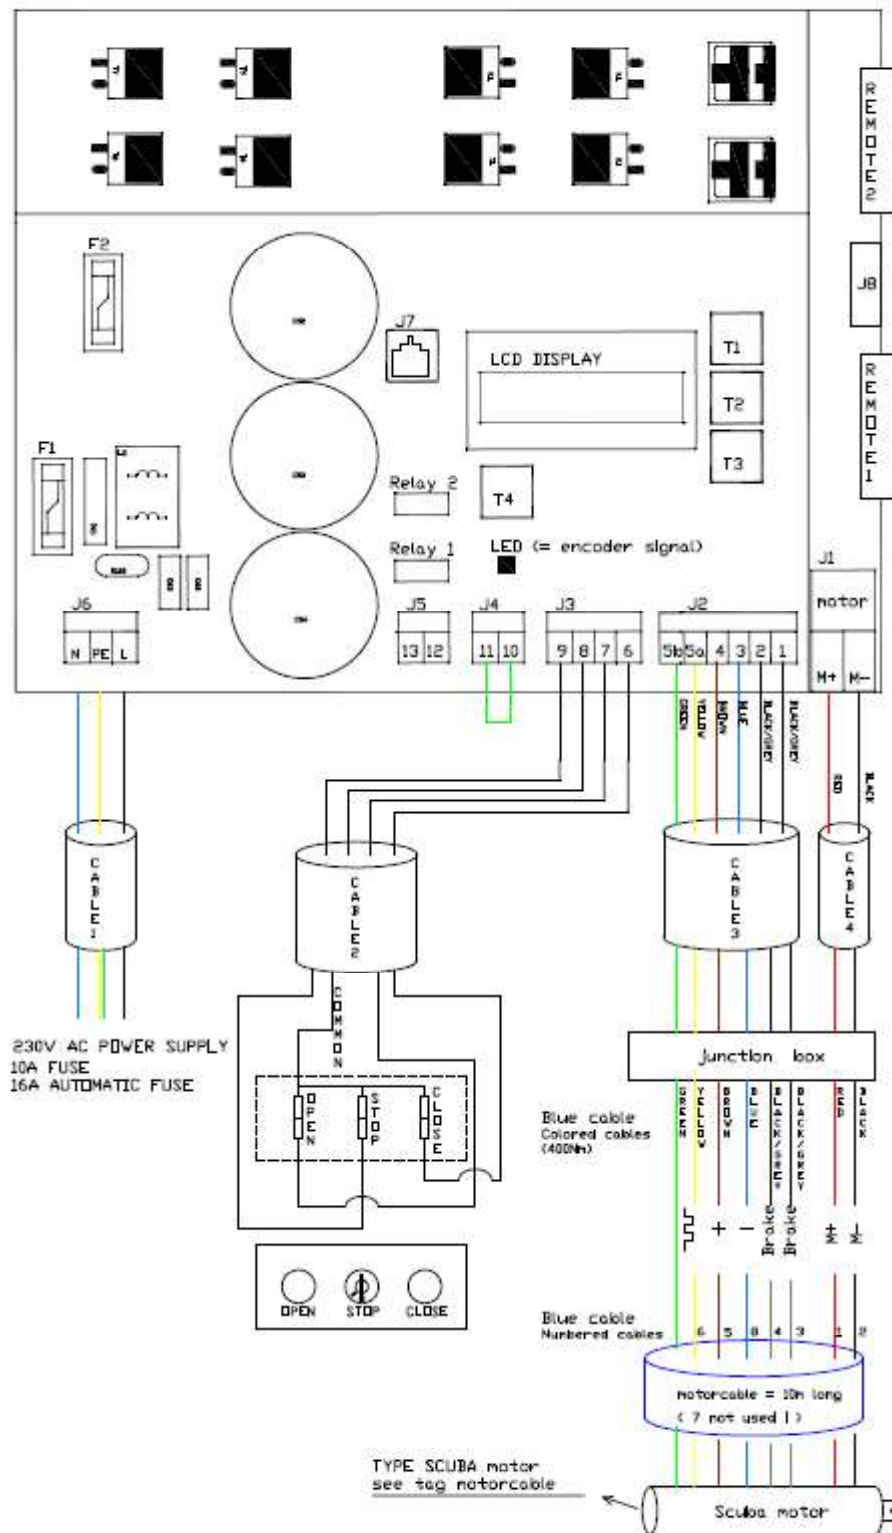 REMOTE2
F2
J8
J7
LCD DISPLAY
T1
T2
T3
REMOTE1
F1
Relay 2
T4
Relay 1
LED (= encoder signal)
J1
motor
J6
J5
J4
J3
J2
N PE L
13 12
11 10
9 8 7 6
5b 5a 4 3 2 1
M+ M-
GREEN
YELLOW
BROWN
BLUE
BLACK/GREY
BLACK/GREY
RED
BLACK
CABLE1
CABLE2
CABLE3
CABLE4
COMMON
230V AC POWER SUPPLY
10A FUSE
16A AUTOMATIC FUSE
junction box
OPEN
STOP
CLOSE
Blue cable
Colored cables
(400Nm)
GREEN
YELLOW
BROWN
BLUE
BLACK/GREY
BLACK/GREY
RED
BLACK
+ - Brake Brake M+ M-
OPEN STOP CLOSE
Blue cable
Numbered cables
6 5 8 4 3 1 2
motorcable = 10m long
( 7 not used ! )
TYPE SCUBA motor
see tag motorcable
Scuba motor